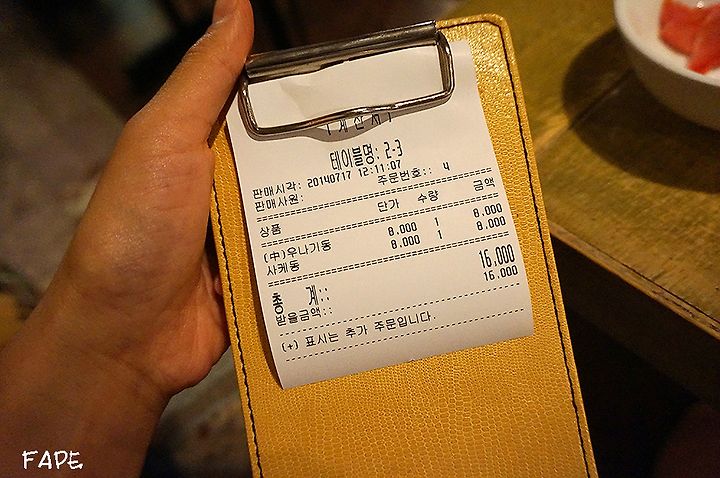 [계산서]
테이블명: 2-3
판매시각: 20140717 12:11:07
판매사원: 주문번호:: 4
상품 단가 수량 금액
(中)우나기동 8.000 1 8.000
사케동 8.000 1 8.000
총 계:: 16,000
받을금액:: 16.000
(+) 표시는 추가 주문입니다.
FAPE